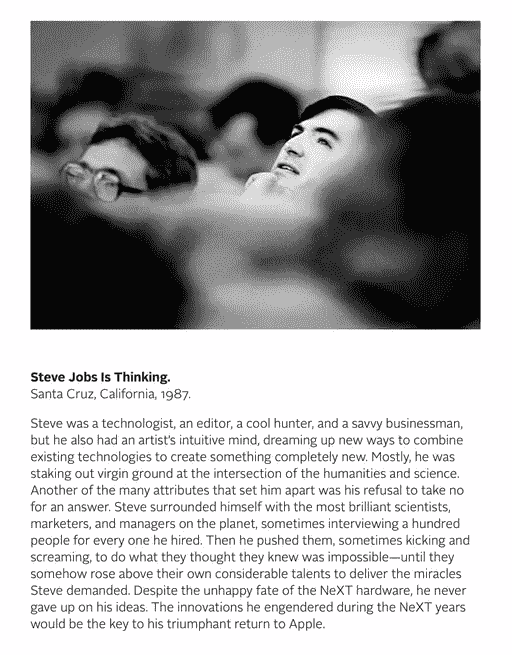 Steve Jobs Is Thinking.
Santa Cruz, California, 1987.
Steve was a technologist, an editor, a cool hunter, and a savvy businessman,
but he also had an artist's intuitive mind, dreaming up new ways to combine
existing technologies to create something completely new. Mostly, he was
staking out virgin ground at the intersection of the humanities and science.
Another of the many attributes that set him apart was his refusal to take no
for an answer. Steve surrounded himself with the most brilliant scientists,
marketers, and managers on the planet, sometimes interviewing a hundred
people for every one he hired. Then he pushed them, sometimes kicking and
screaming, to do what they thought they knew was impossible—until they
somehow rose above their own considerable talents to deliver the miracles
Steve demanded. Despite the unhappy fate of the NeXT hardware, he never
gave up on his ideas. The innovations he engendered during the NeXT years
would be the key to his triumphant return to Apple.